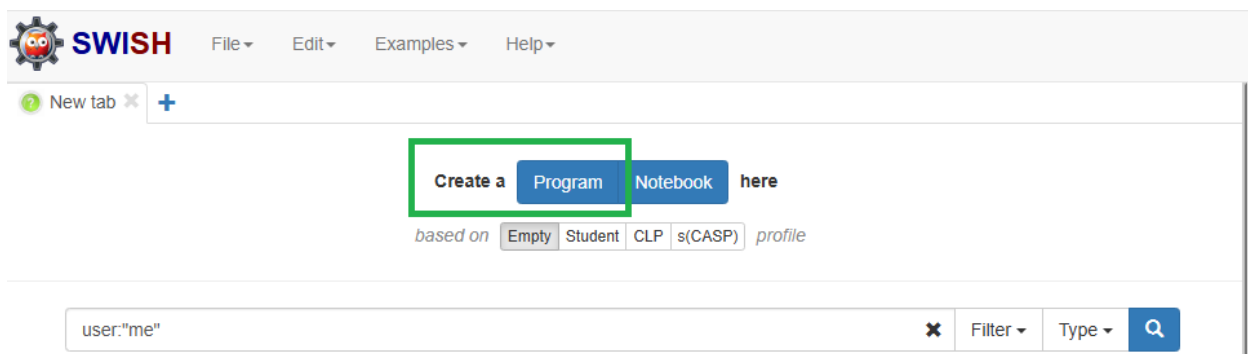 SWISH File Edit Examples Help
New tab
Create a Program Notebook here
based on Empty Student CLP s(CASP) profile
user:"me" Filter Type